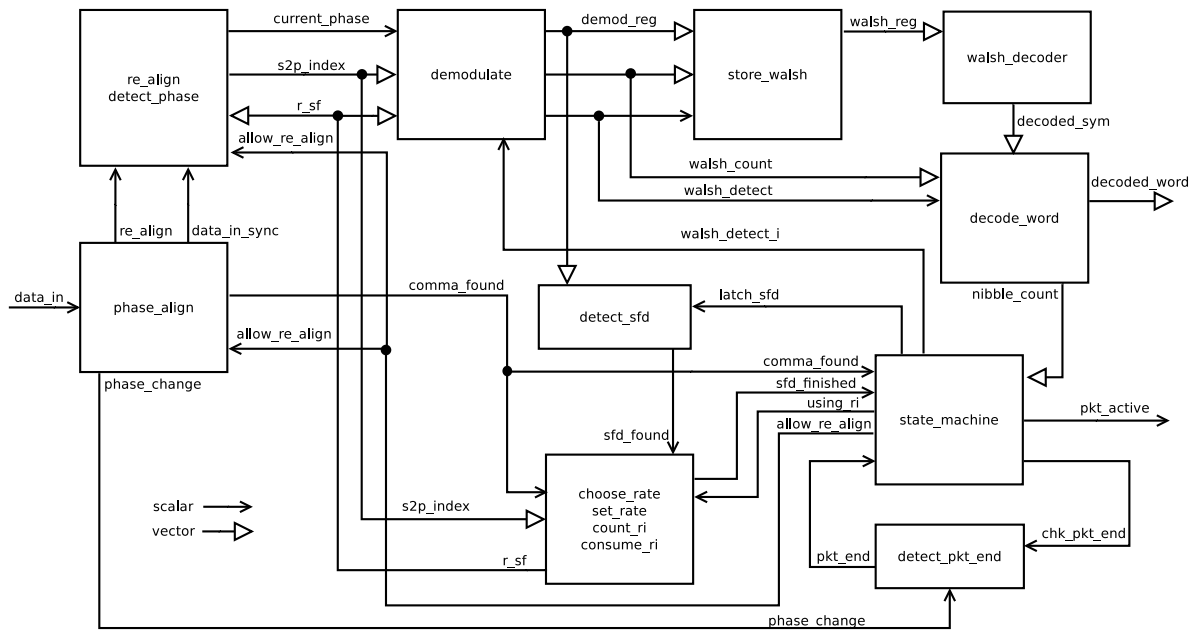 current_phase
demod_reg
walsh_reg
s2p_index
re_align
detect_phase
demodulate
store_walsh
walsh_decoder
r_sf
allow_re_align
decoded_sym
walsh_count
walsh_detect
decoded_word
decode_word
re_align
data_in_sync
walsh_detect_i
data_in
phase_align
comma_found
nibble_count
latch_sfd
detect_sfd
allow_re_align
phase_change
comma_found
sfd_finished
using_ri
allow_re_align
state_machine
pkt_active
sfd_found
scalar
vector
s2p_index
choose_rate
set_rate
count_ri
consume_ri
r_sf
chk_pkt_end
pkt_end
detect_pkt_end
phase_change